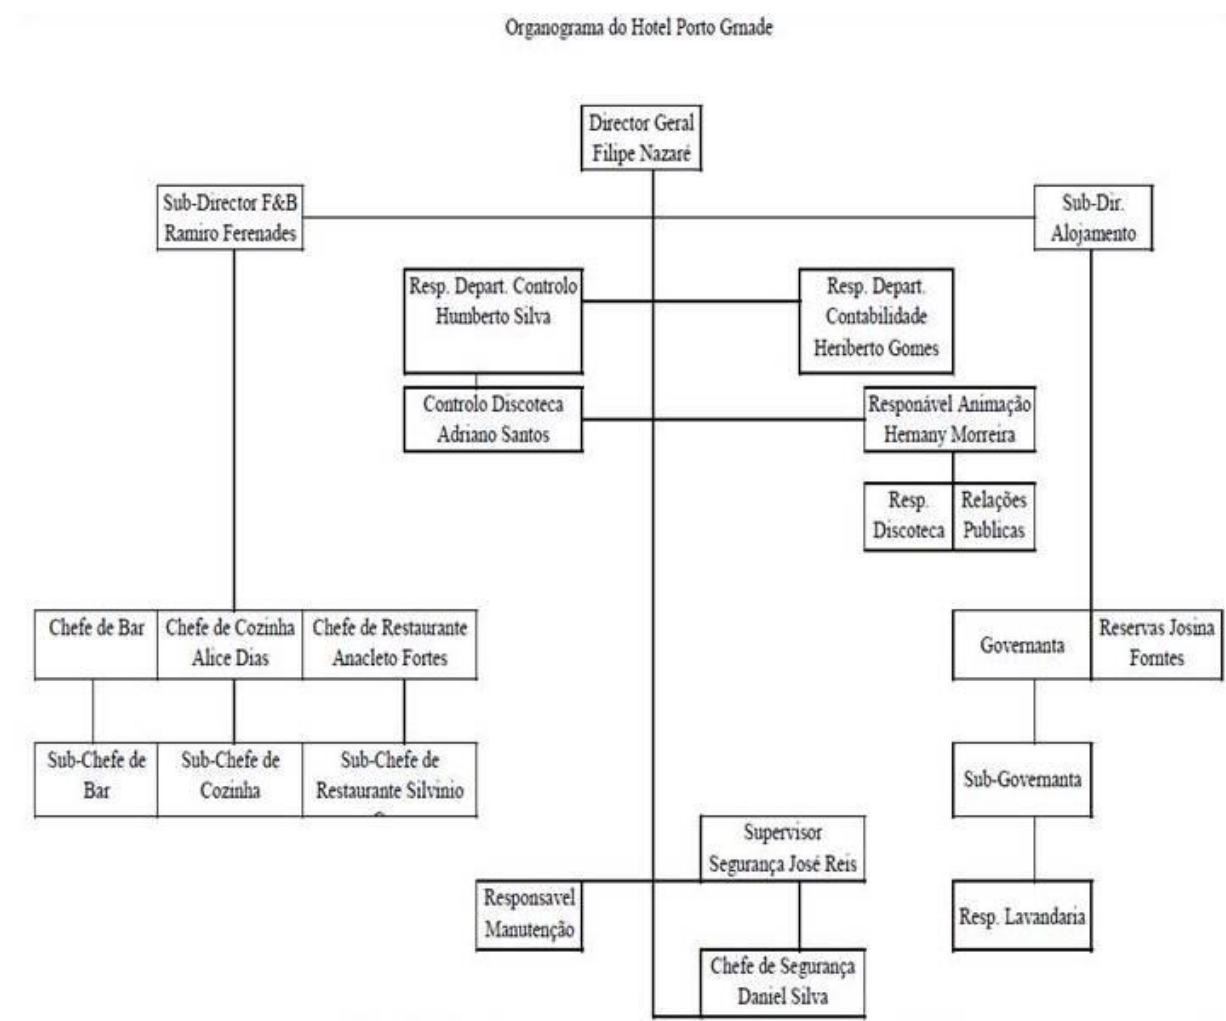 Organograma do Hotel Porto Grnade
Director Geral
Filipe Nazaré
Sub-Director F&B
Ramiro Ferenades
Sub-Dir.
Alojamento
Resp. Depart. Controlo
Humberto Silva
Resp. Depart.
Contabilidade
Heriberto Gomes
Controlo Discoteca
Adriano Santos
Responável Animação
Hernany Morreira
Resp.
Discoteca
Relações
Publicas
Chefe de Bar
Chefe de Cozinha
Alice Dias
Chefe de Restaurante
Anacleto Fortes
Governanta
Reservas Josina
Forntes
Sub-Chefe de
Bar
Sub-Chefe de
Cozinha
Sub-Chefe de
Restaurante Silvinio
Sub-Governanta
Supervisor
Segurança José Reis
Responsavel
Manutenção
Resp. Lavandaria
Chefe de Segurança
Daniel Silva